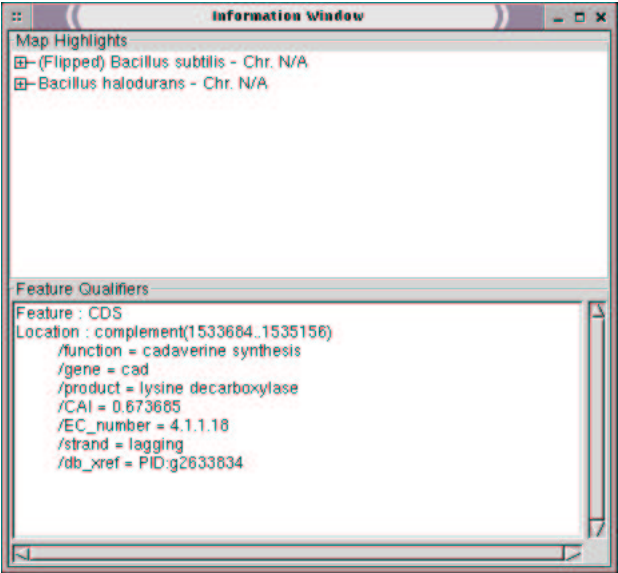 Information Window
Map Highlights
(Flipped) Bacillus subtilis - Chr. N/A
Bacillus halodurans - Chr. N/A
Feature Qualifiers
Feature : CDS
Location : complement(1533684..1535156)
/function = cadaverine synthesis
/gene = cad
/product = lysine decarboxylase
/CAI = 0.673685
/EC_number = 4.1.1.18
/strand = lagging
/db_xref = PID:g2633834